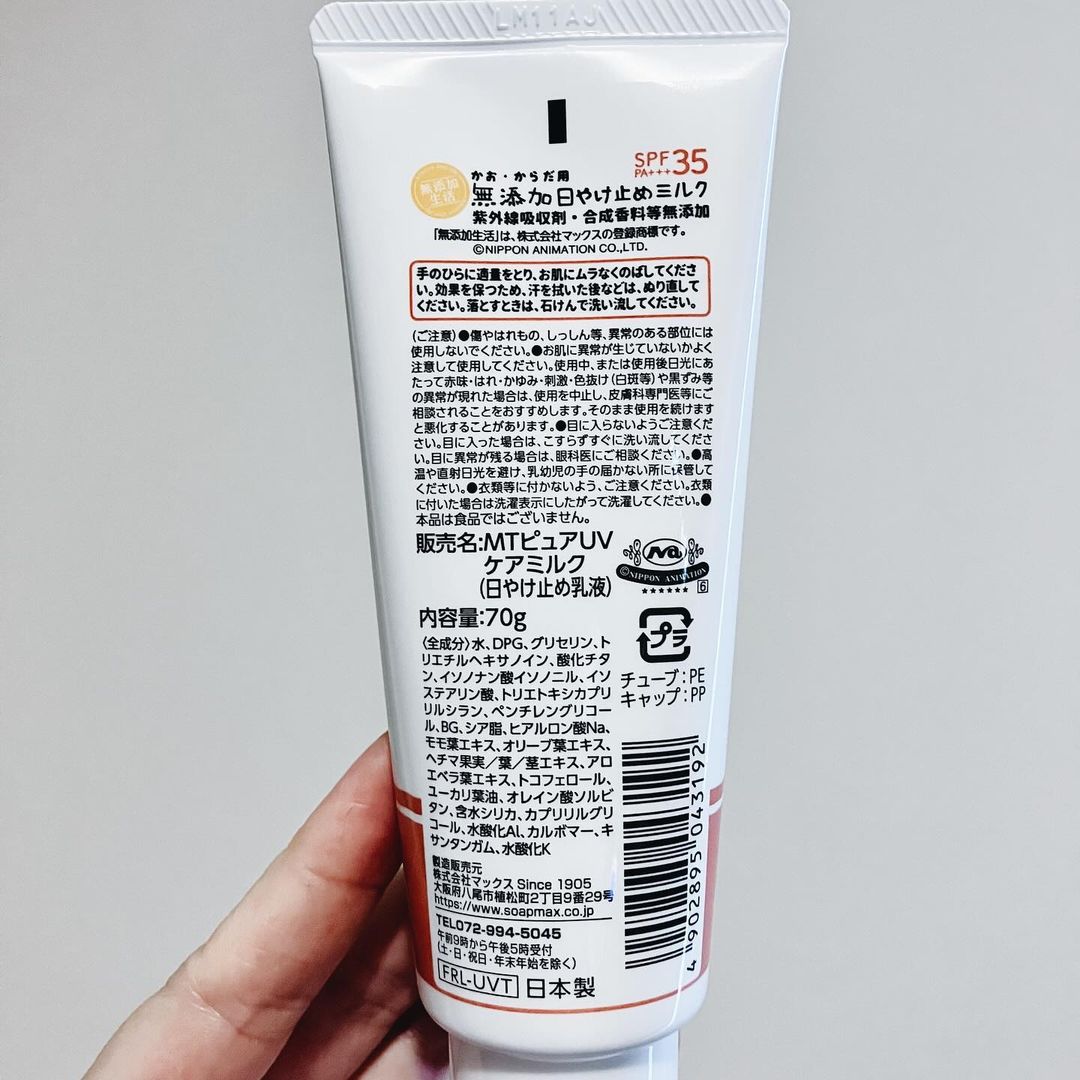 LM11AJ
SPF35
PA+++
無添加
生活
かお・からだ用
無添加日やけ止めミルク
紫外線吸収剤・合成香料等無添加
「無添加生活」は、株式会社マックスの登録商標です。
©NIPPON ANIMATION CO.,LTD.
手のひらに適量をとり、お肌にムラなくのばしてくださ
い。効果を保つため、汗を拭いた後などは、ぬり直して
ください。落とすときは、石けんで洗い流してください。
〈ご注意〉●傷やはれもの、しっしん等、異常のある部位には
使用しないでください。●お肌に異常が生じていないかよく
注意して使用してください。使用中、または使用後日光にあ
たって赤味・はれ・かゆみ・刺激・色抜け(白斑等)や黒ずみ等
の異常が現れた場合は、使用を中止し、皮膚科専門医等にご
相談されることをおすすめします。そのまま使用を続けます
と悪化することがあります。●目に入らないようご注意くだ
さい。目に入った場合は、こすらずすぐに洗い流してくださ
い。目に異常が残る場合は、眼科医にご相談ください。●高
温や直射日光を避け、乳幼児の手の届かない所に保管して
ください。●衣類等に付かないよう、ご注意ください。衣類
に付いた場合は洗濯表示にしたがって洗濯してください。●
本品は食品ではございません。
販売名:MTピュアUV
ケアミルク
(日やけ止め乳液)
内容量:70g
Na
©NIPPON ANIMATION
6
プラ
チューブ:PE
キャップ:PP
〈全成分〉水、DPG、グリセリン、ト
リエチルヘキサノイン、酸化チタ
ン、イソノナン酸イソノニル、イソ
ステアリン酸、トリエトキシカプリ
リルシラン、ペンチレングリコー
ル、BG、シア脂、ヒアルロン酸Na、
モモ葉エキス、オリーブ葉エキス、
ヘチマ果実/葉/茎エキス、アロ
エベラ葉エキス、トコフェロール、
ユーカリ葉油、オレイン酸ソルビ
タン、含水シリカ、カプリリルグリ
コール、水酸化Al、カルボマー、キ
サンタンガム、水酸化K
製造販売元
株式会社マックス Since 1905
大阪府八尾市植松町2丁目9番29号
https://www.soapmax.co.jp
TEL072-994-5045
午前9時から午後5時受付
(土・日・祝日・年末年始を除く)
FRL-UVT 日本製
4 902895 043192